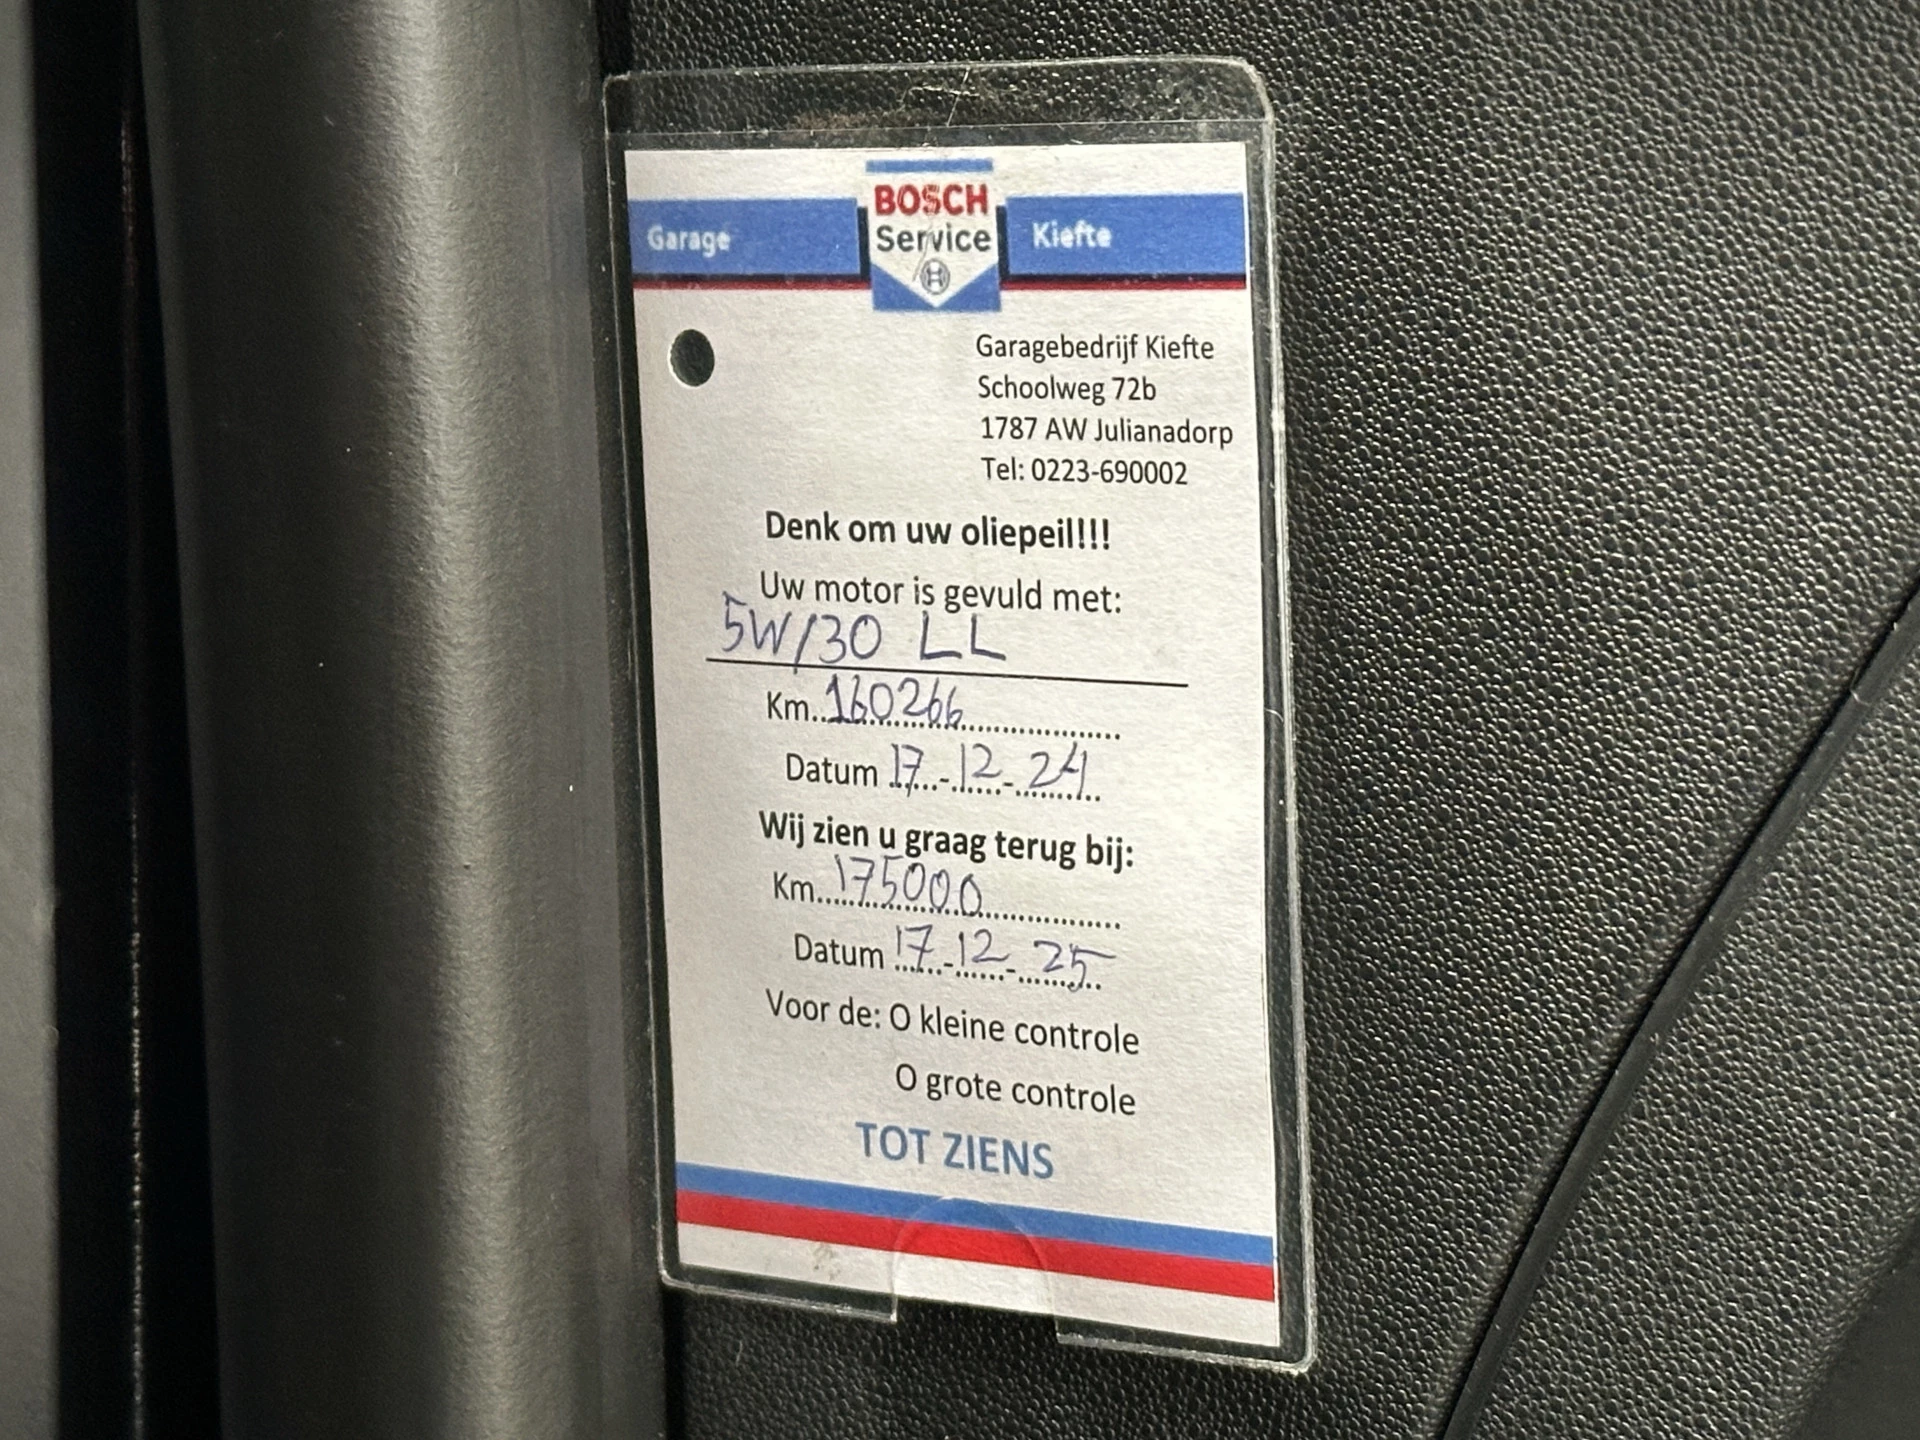 BOSCH
Garage Service Kiefte
Garagebedrijf Kiefte
Schoolweg 72b
1787 AW Julianadorp
Tel: 0223-690002
Denk om uw oliepeil!!!
Uw motor is gevuld met:
5W/30 LL
Km..160266
Datum 17-12-24
Wij zien u graag terug bij:
Km..175000
Datum 17-12-25
Voor de: O kleine controle
O grote controle
TOT ZIENS